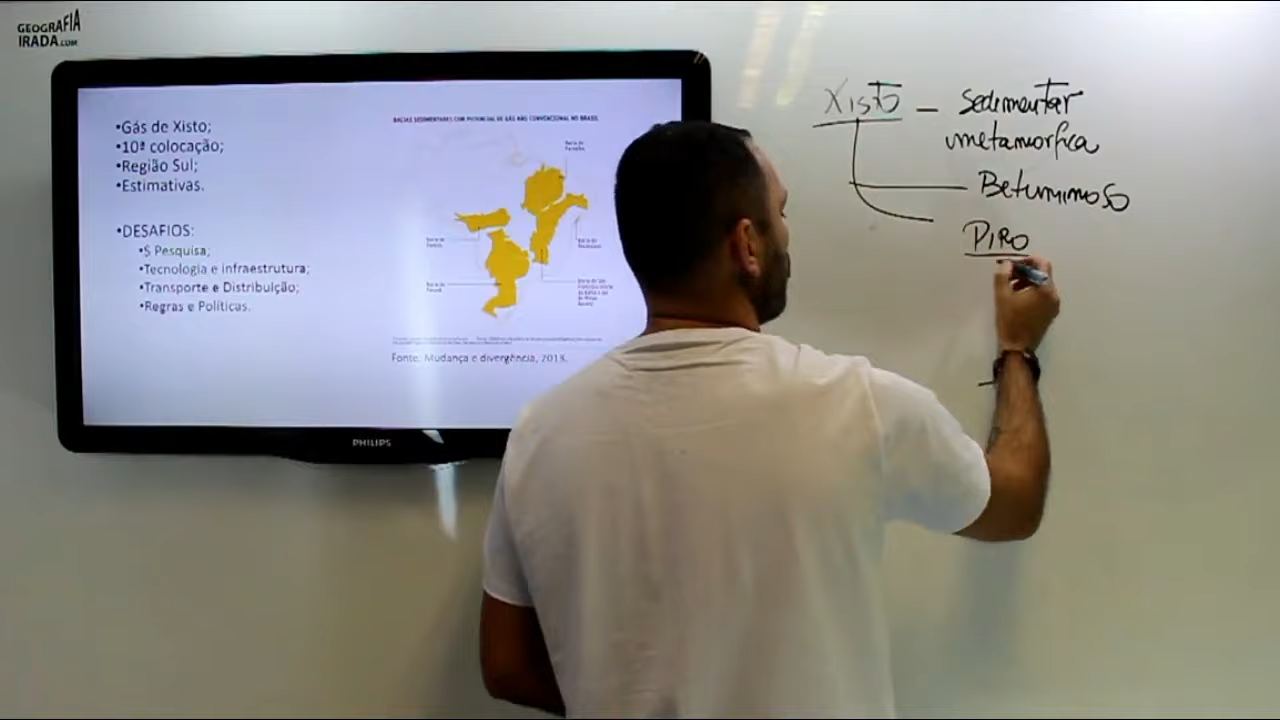 GEOGRAFIA
IRADA.COM
•Gás de Xisto;
•10ª colocação;
•Região Sul;
•Estimativas.
•DESAFIOS:
•$ Pesquisa;
•Tecnologia e infraestrutura;
•Transporte e Distribuição;
•Regras e Políticas.
BACIAS SEDIMENTARES COM POTENCIAL DE GÁS NÃO CONVENCIONAL NO BRASIL
Fonte: Mudança e divergência, 2013.
PHILIPS
Xisto - Sedimentar
metamorfica
Betuminoso
PIRO